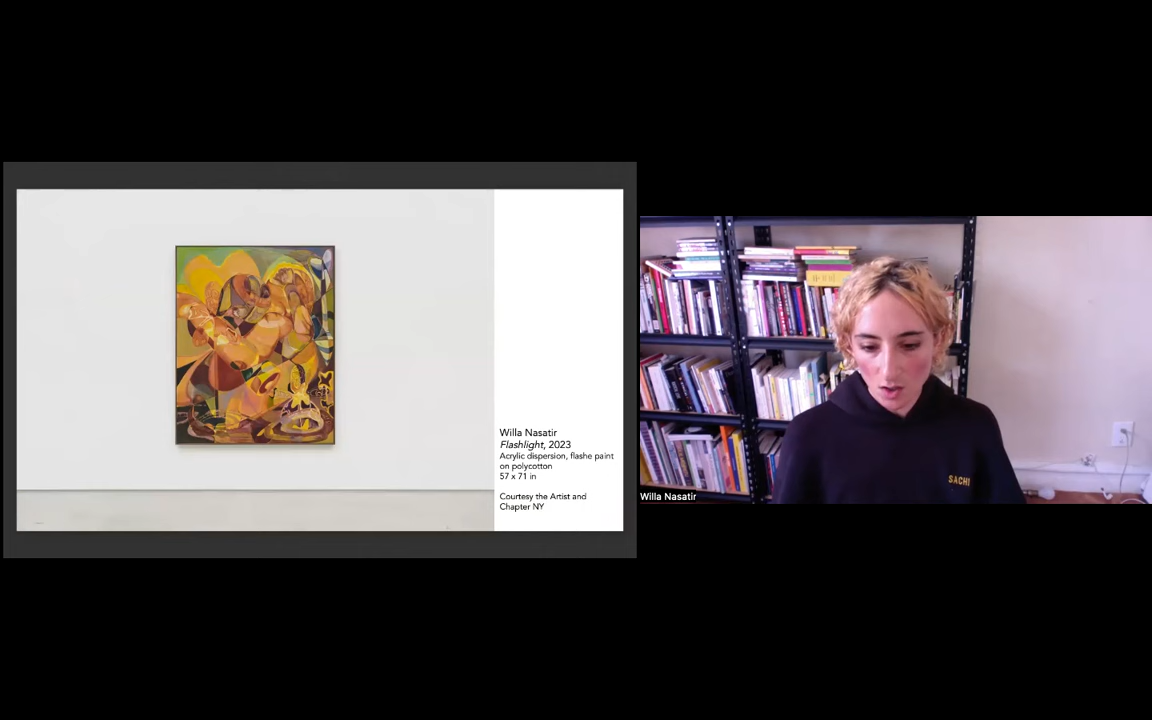 Willa Nasatir
Flashlight, 2023
Acrylic dispersion, flashe paint
on polycotton
57 x 71 in
Courtesy the Artist and
Chapter NY
SACHI
Willa Nasatir